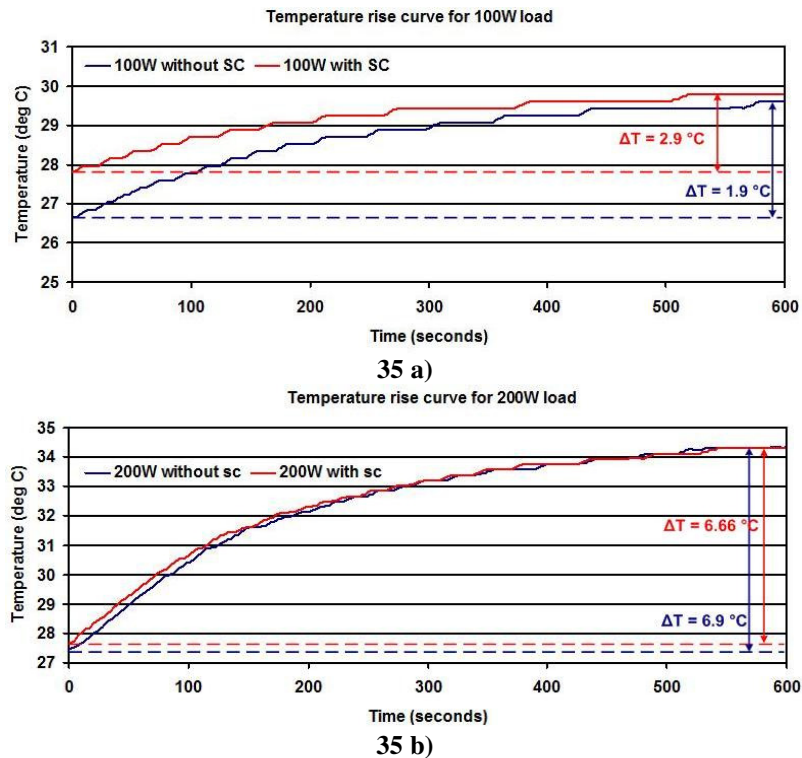 Temperature rise curve for 100W load
31
30
29
28
27
26
25
Temperature (deg C)
100W without SC 100W with SC
ΔT = 2.9 °C
ΔT = 1.9 °C
0 100 200 300 400 500 600
Time (seconds)
35 a)
Temperature rise curve for 200W load
35
34
33
32
31
30
29
28
27
Temperature (deg C)
200W without sc 200W with sc
ΔT = 6.66 °C
ΔT = 6.9 °C
0 100 200 300 400 500 600
Time (seconds)
35 b)